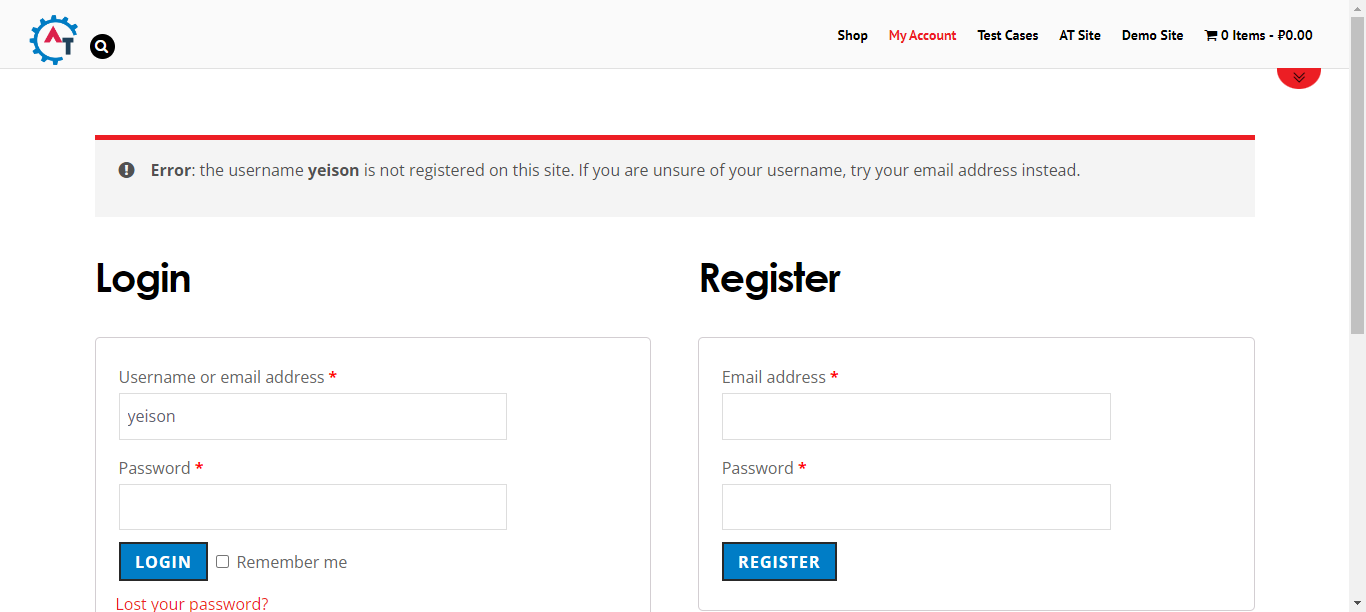 AT
Shop My Account Test Cases AT Site Demo Site 0 Items - ₽0.00
Error: the username yeison is not registered on this site. If you are unsure of your username, try your email address instead.
Login
Username or email address *
yeison
Password *
LOGIN Remember me
Lost your password?
Register
Email address *
Password *
REGISTER